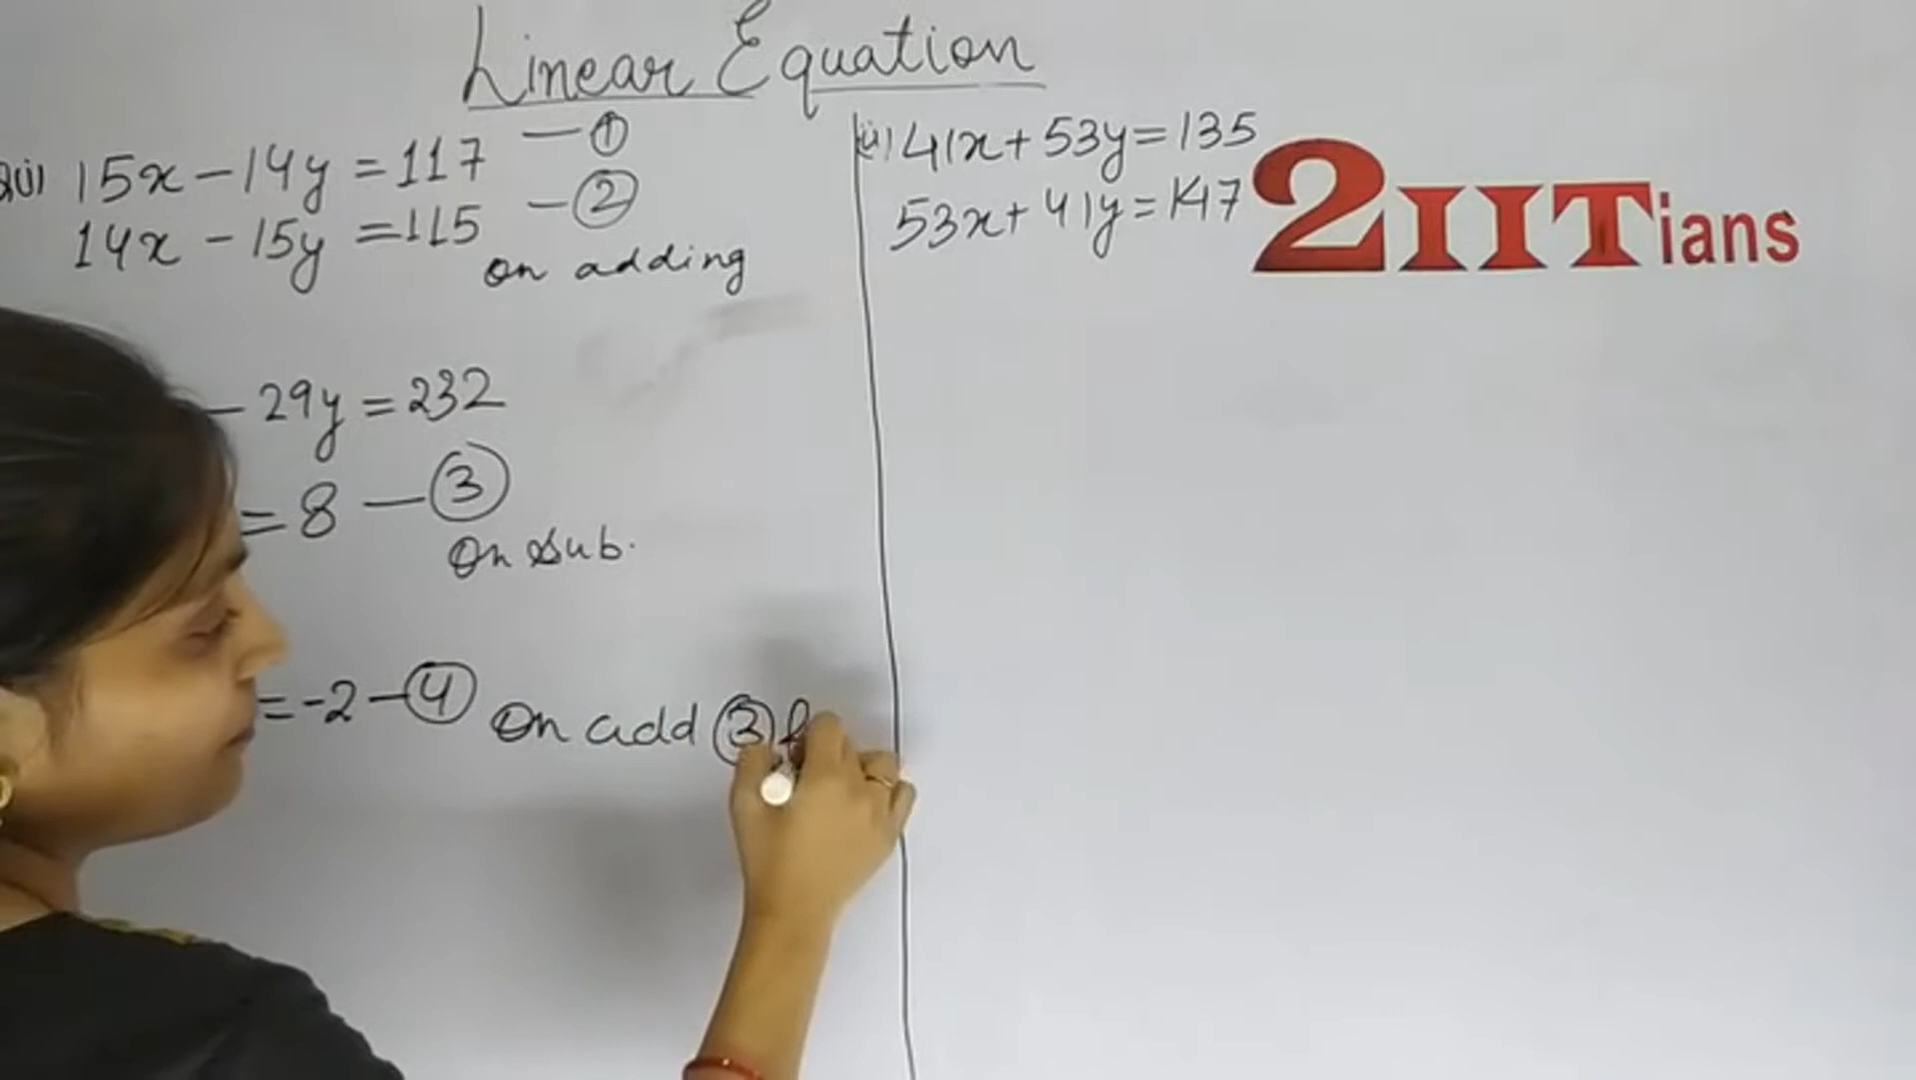 Linear Equation
15x-14y=117 —①
14x-15y=115 —②
on adding
- 29y=232
=8 —③
On Sub.
=-2 —④ On add ③ &
(ii) 41x+53y=135
53x+41y=147
2IITians